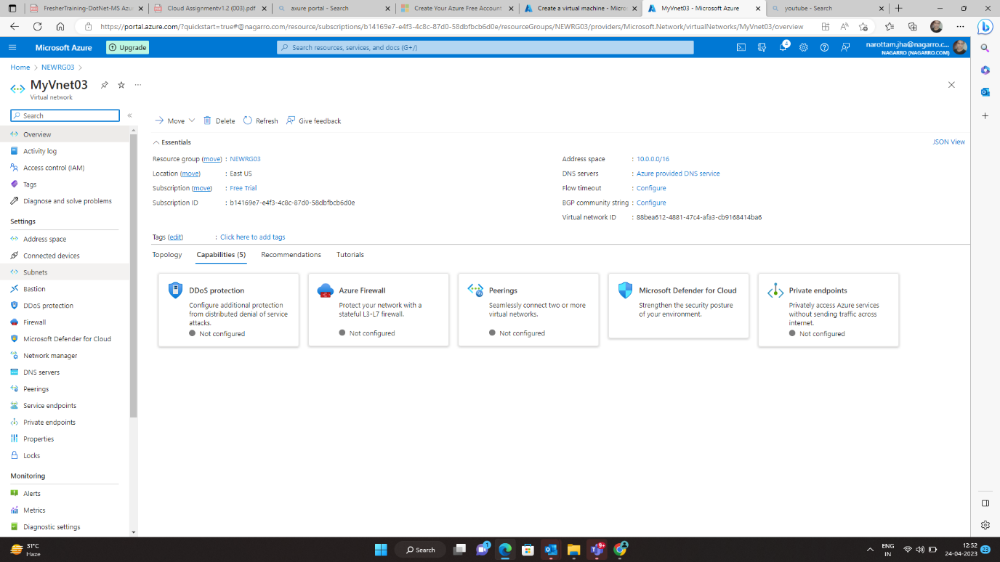 FresherTraining-DotNet-MS Azu
Cloud Assignmentv1.2 (003).pdf
axure portal - Search
Create Your Azure Free Account
Create a virtual machine - Micros
MyVnet03 - Microsoft Azure
youtube - Search
https://portal.azure.com/?quickstart=true#@nagarro.com/resource/subscriptions/b14169e7-e4f3-4c8c-87d0-58dbfbcb6d0e/resourceGroups/NEWRG03/providers/Microsoft.Network/virtualNetworks/MyVnet03/overview
Microsoft Azure
Upgrade
Search resources, services, and docs (G+/)
4
narottam.jha@nagarro.c...
NAGARRO (NAGARRO.COM)
Home > NEWRG03 >
MyVnet03
Virtual network
Search
Overview
Activity log
Access control (IAM)
Tags
Diagnose and solve problems
Settings
Address space
Connected devices
Subnets
Bastion
DDoS protection
Firewall
Microsoft Defender for Cloud
Network manager
DNS servers
Peerings
Service endpoints
Private endpoints
Properties
Locks
Monitoring
Alerts
Metrics
Diagnostic settings
Move
Delete
Refresh
Give feedback
Essentials
JSON View
Resource group (move) : NEWRG03
Location (move) : East US
Subscription (move) : Free Trial
Subscription ID : b14169e7-e4f3-4c8c-87d0-58dbfbcb6d0e
Address space : 10.0.0.0/16
DNS servers : Azure provided DNS service
Flow timeout : Configure
BGP community string : Configure
Virtual network ID : 88bea612-4881-47c4-afa3-cb9168414ba6
Tags (edit) : Click here to add tags
Topology
Capabilities (5)
Recommendations
Tutorials
DDoS protection
Configure additional protection
from distributed denial of service
attacks.
Not configured
Azure Firewall
Protect your network with a
stateful L3-L7 firewall.
Not configured
Peerings
Seamlessly connect two or more
virtual networks.
Not configured
Microsoft Defender for Cloud
Strengthen the security posture
of your environment.
Private endpoints
Privately access Azure services
without sending traffic across
internet.
Not configured
31°C
Haze
Search
1
9+
ENG
IN
12:52
24-04-2023
23